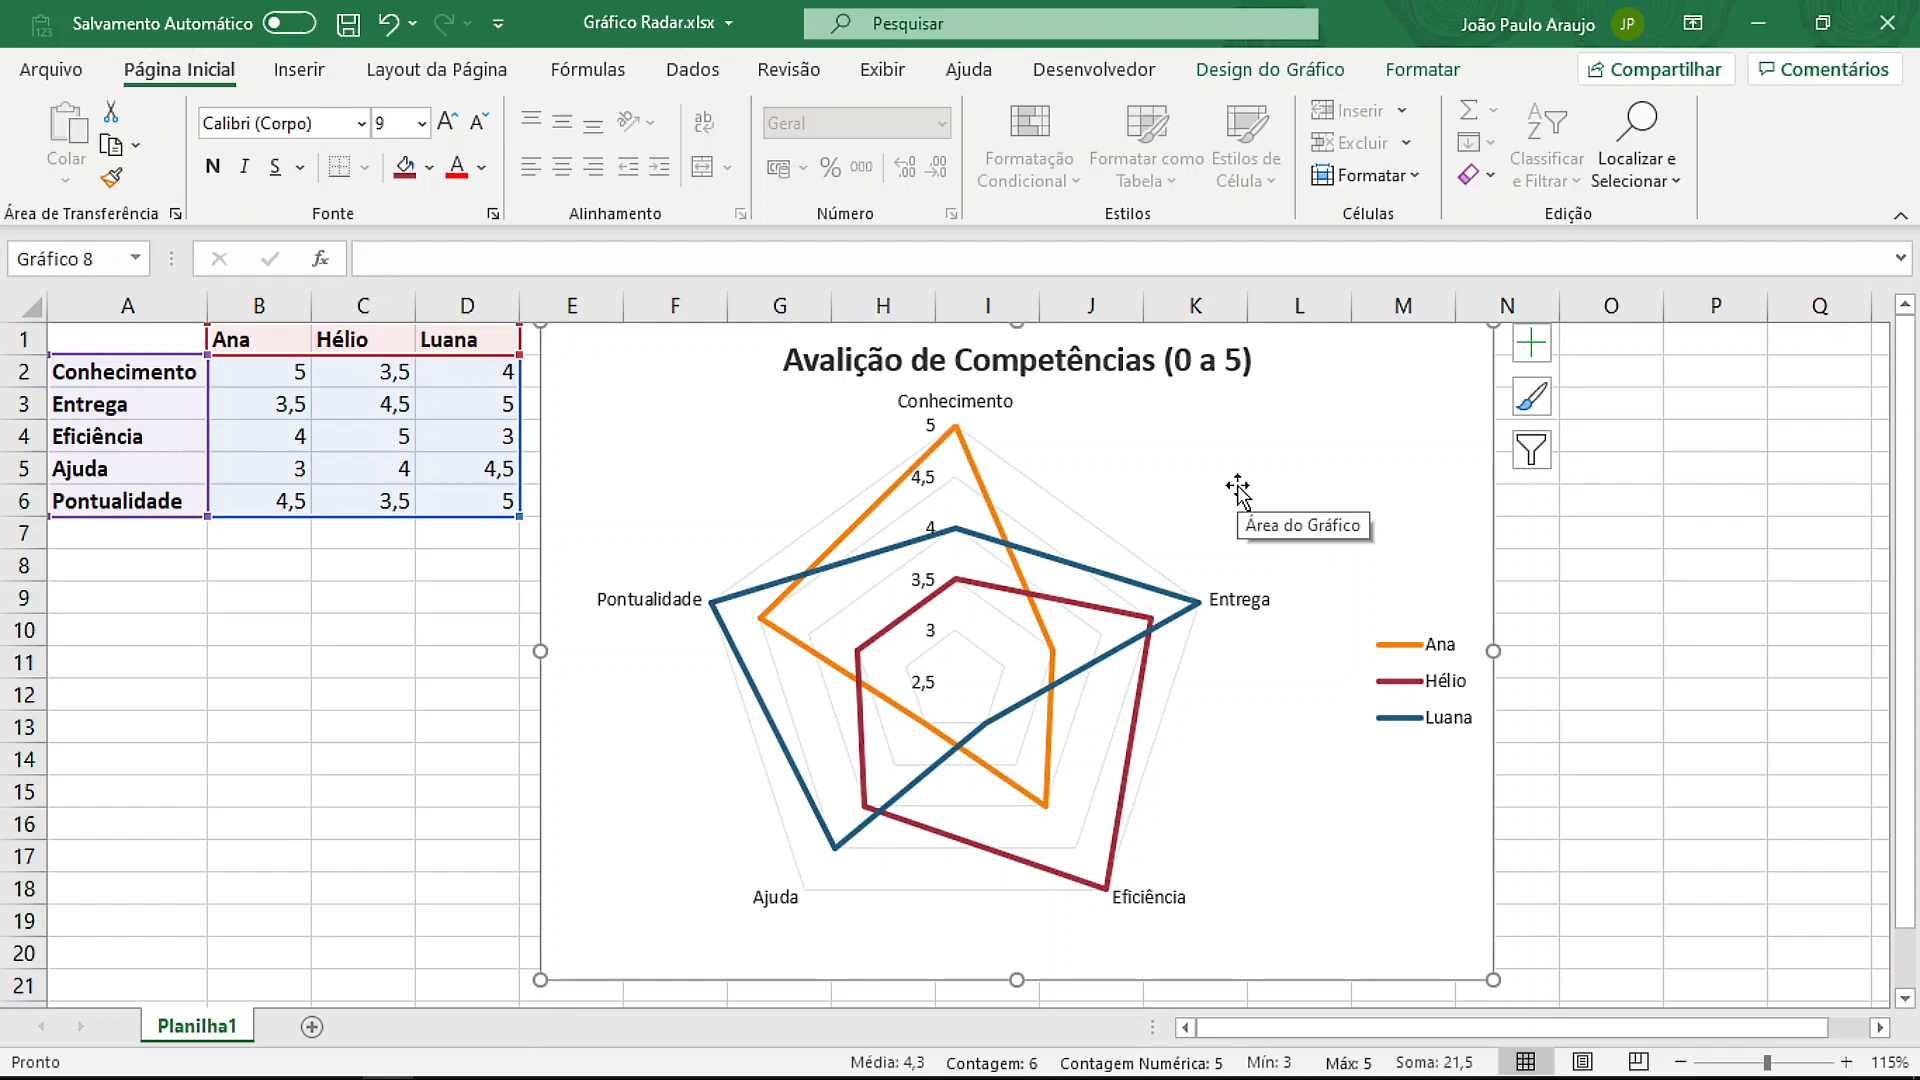 Salvamento Automático
Gráfico Radar.xlsx
Pesquisar
João Paulo Araujo
JP
Arquivo
Página Inicial
Inserir
Layout da Página
Fórmulas
Dados
Revisão
Exibir
Ajuda
Desenvolvedor
Design do Gráfico
Formatar
Compartilhar
Comentários
Colar
Área de Transferência
Calibri (Corpo)
9
N I S
Fonte
Alinhamento
Geral
% 000
Número
Formatação Condicional
Formatar como Tabela
Estilos de Célula
Estilos
Inserir
Excluir
Formatar
Células
Classificar e Filtrar
Localizar e Selecionar
Edição
Gráfico 8
fx
A B C D E F G H I J K L M N O P Q
1 Ana Hélio Luana
2 Conhecimento 5 3,5 4
3 Entrega 3,5 4,5 5
4 Eficiência 4 5 3
5 Ajuda 3 4 4,5
6 Pontualidade 4,5 3,5 5
7
8
9
10
11
12
13
14
15
16
17
18
19
20
21
Avalição de Competências (0 a 5)
Conhecimento
5
4,5
4
3,5
3
2,5
Pontualidade
Entrega
Ajuda
Eficiência
Área do Gráfico
Ana
Hélio
Luana
Planilha1
Pronto
Média: 4,3
Contagem: 6
Contagem Numérica: 5
Mín: 3
Máx: 5
Soma: 21,5
115%